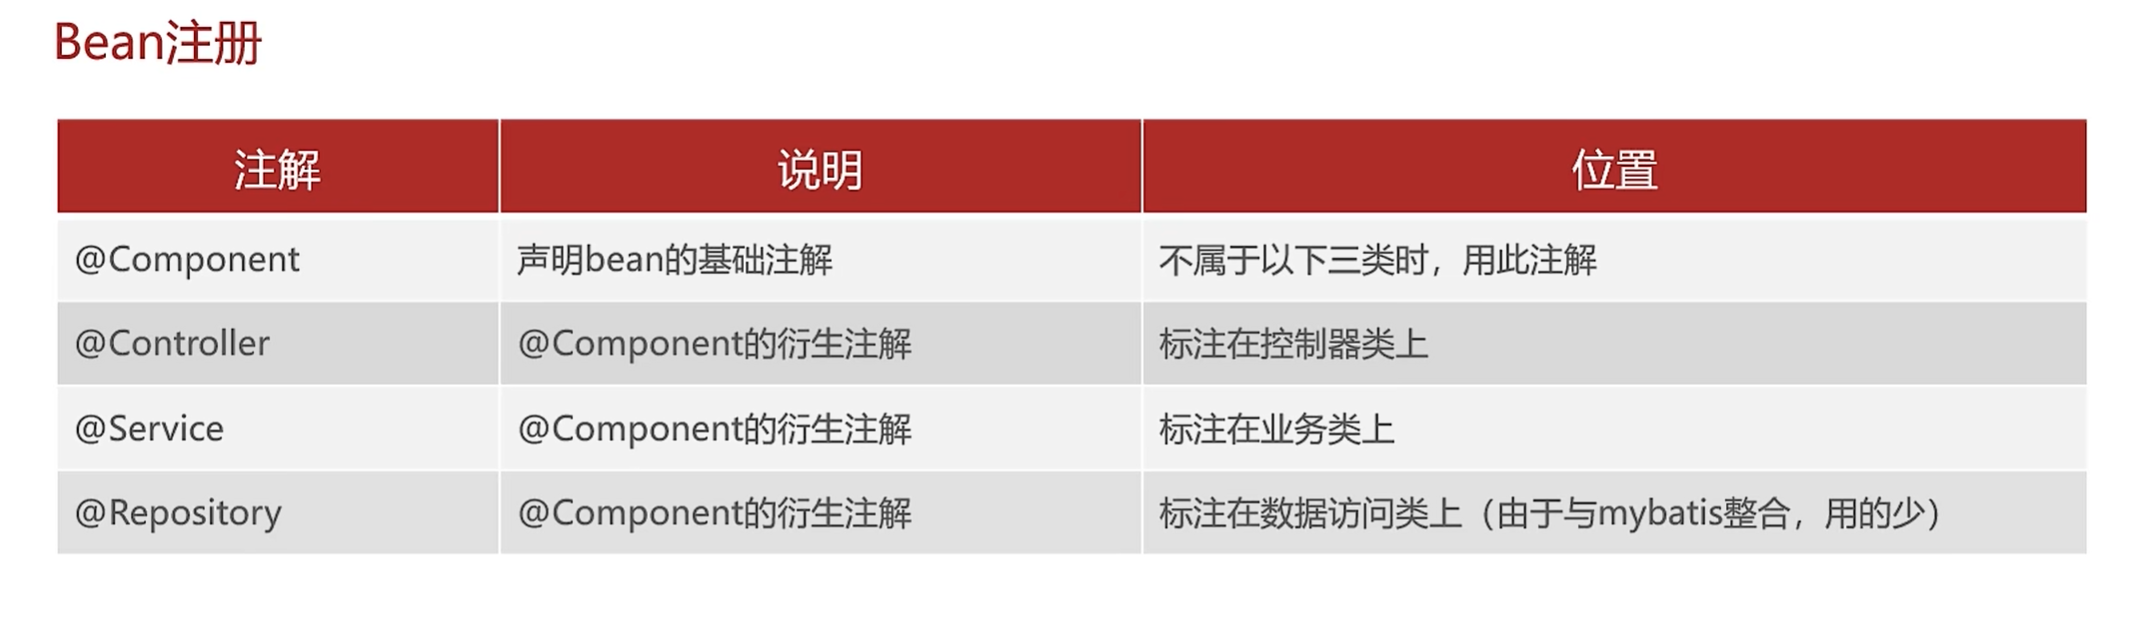 Bean注册
注解 说明 位置
@Component 声明bean的基础注解 不属于以下三类时，用此注解
@Controller @Component的衍生注解 标注在控制器类上
@Service @Component的衍生注解 标注在业务类上
@Repository @Component的衍生注解 标注在数据访问类上（由于与mybatis整合，用的少）